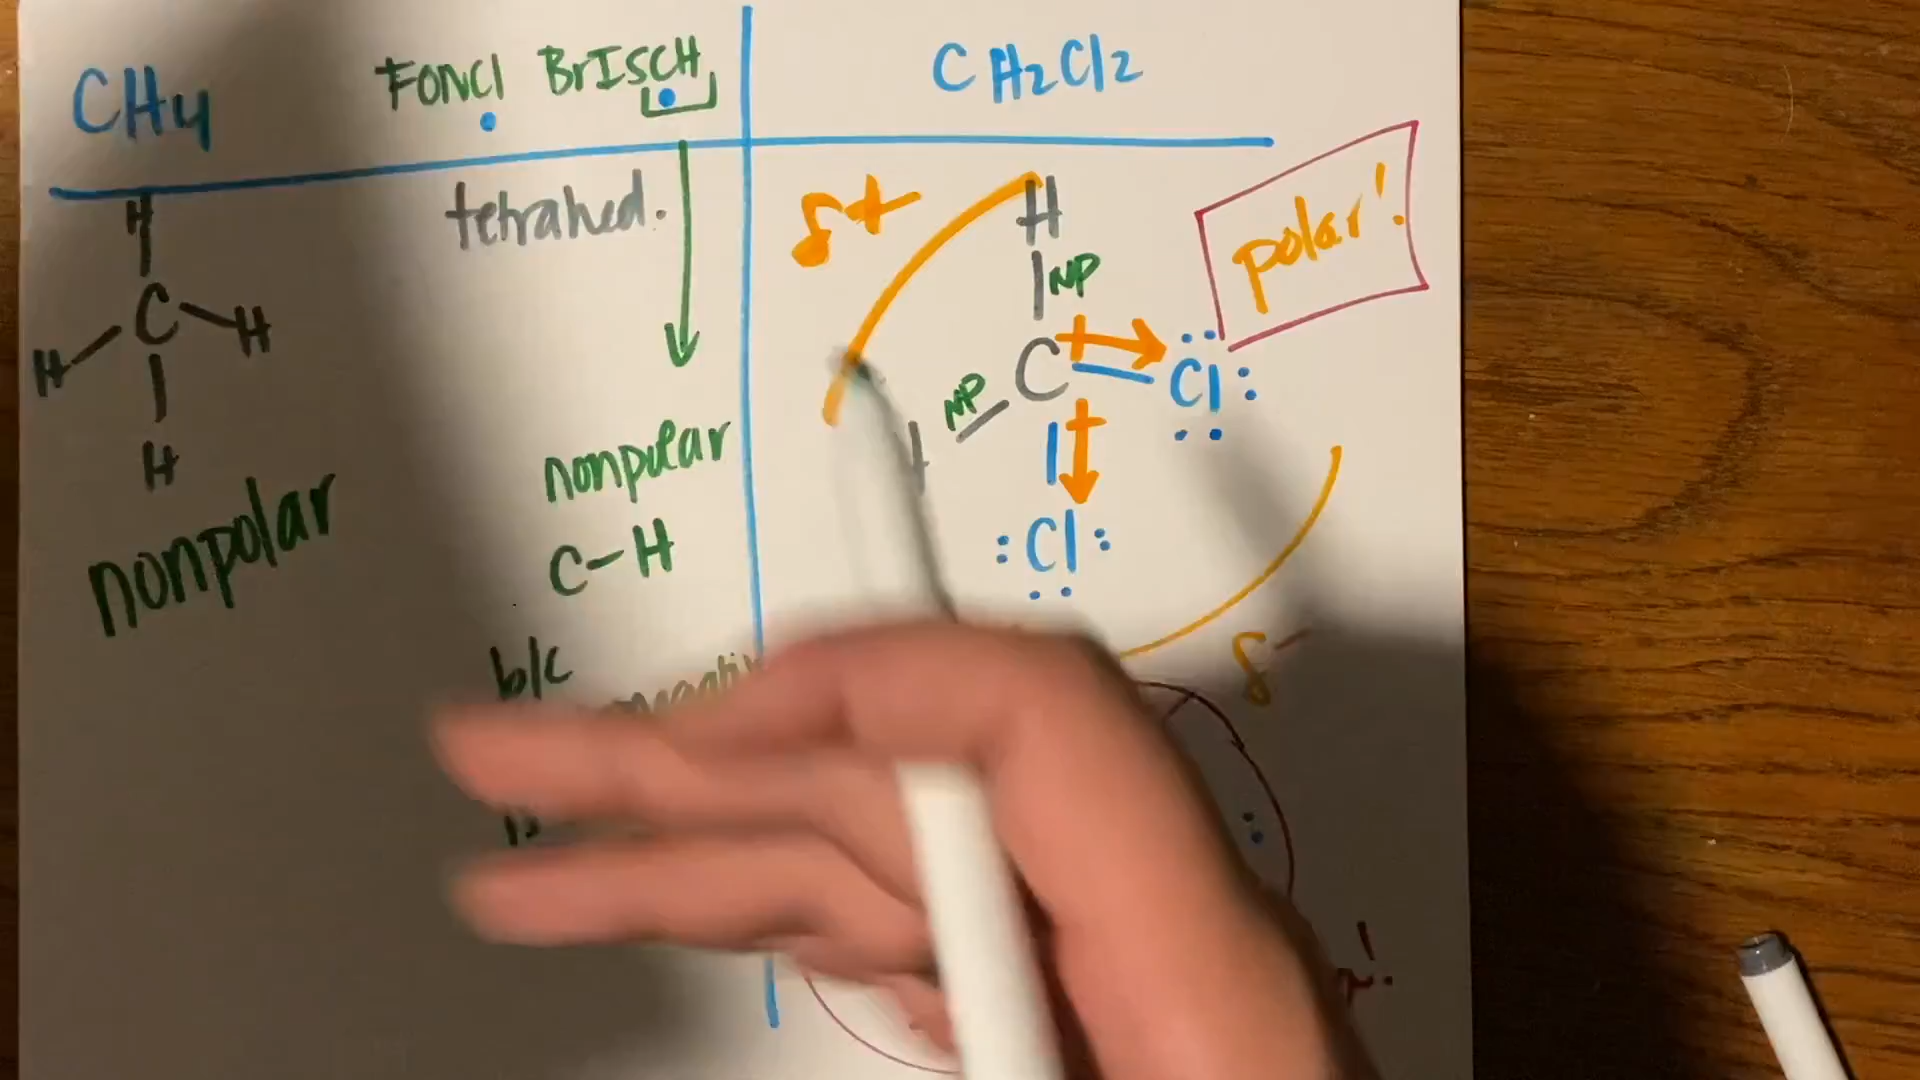 CH4
FONCl BrISCH
tetrahed.
H
C
H
H
H
nonpolar
nonpolar
C-H
b/c
CH2Cl2
δ+
H
NP
C
NP
Cl
Cl
polar!
δ-